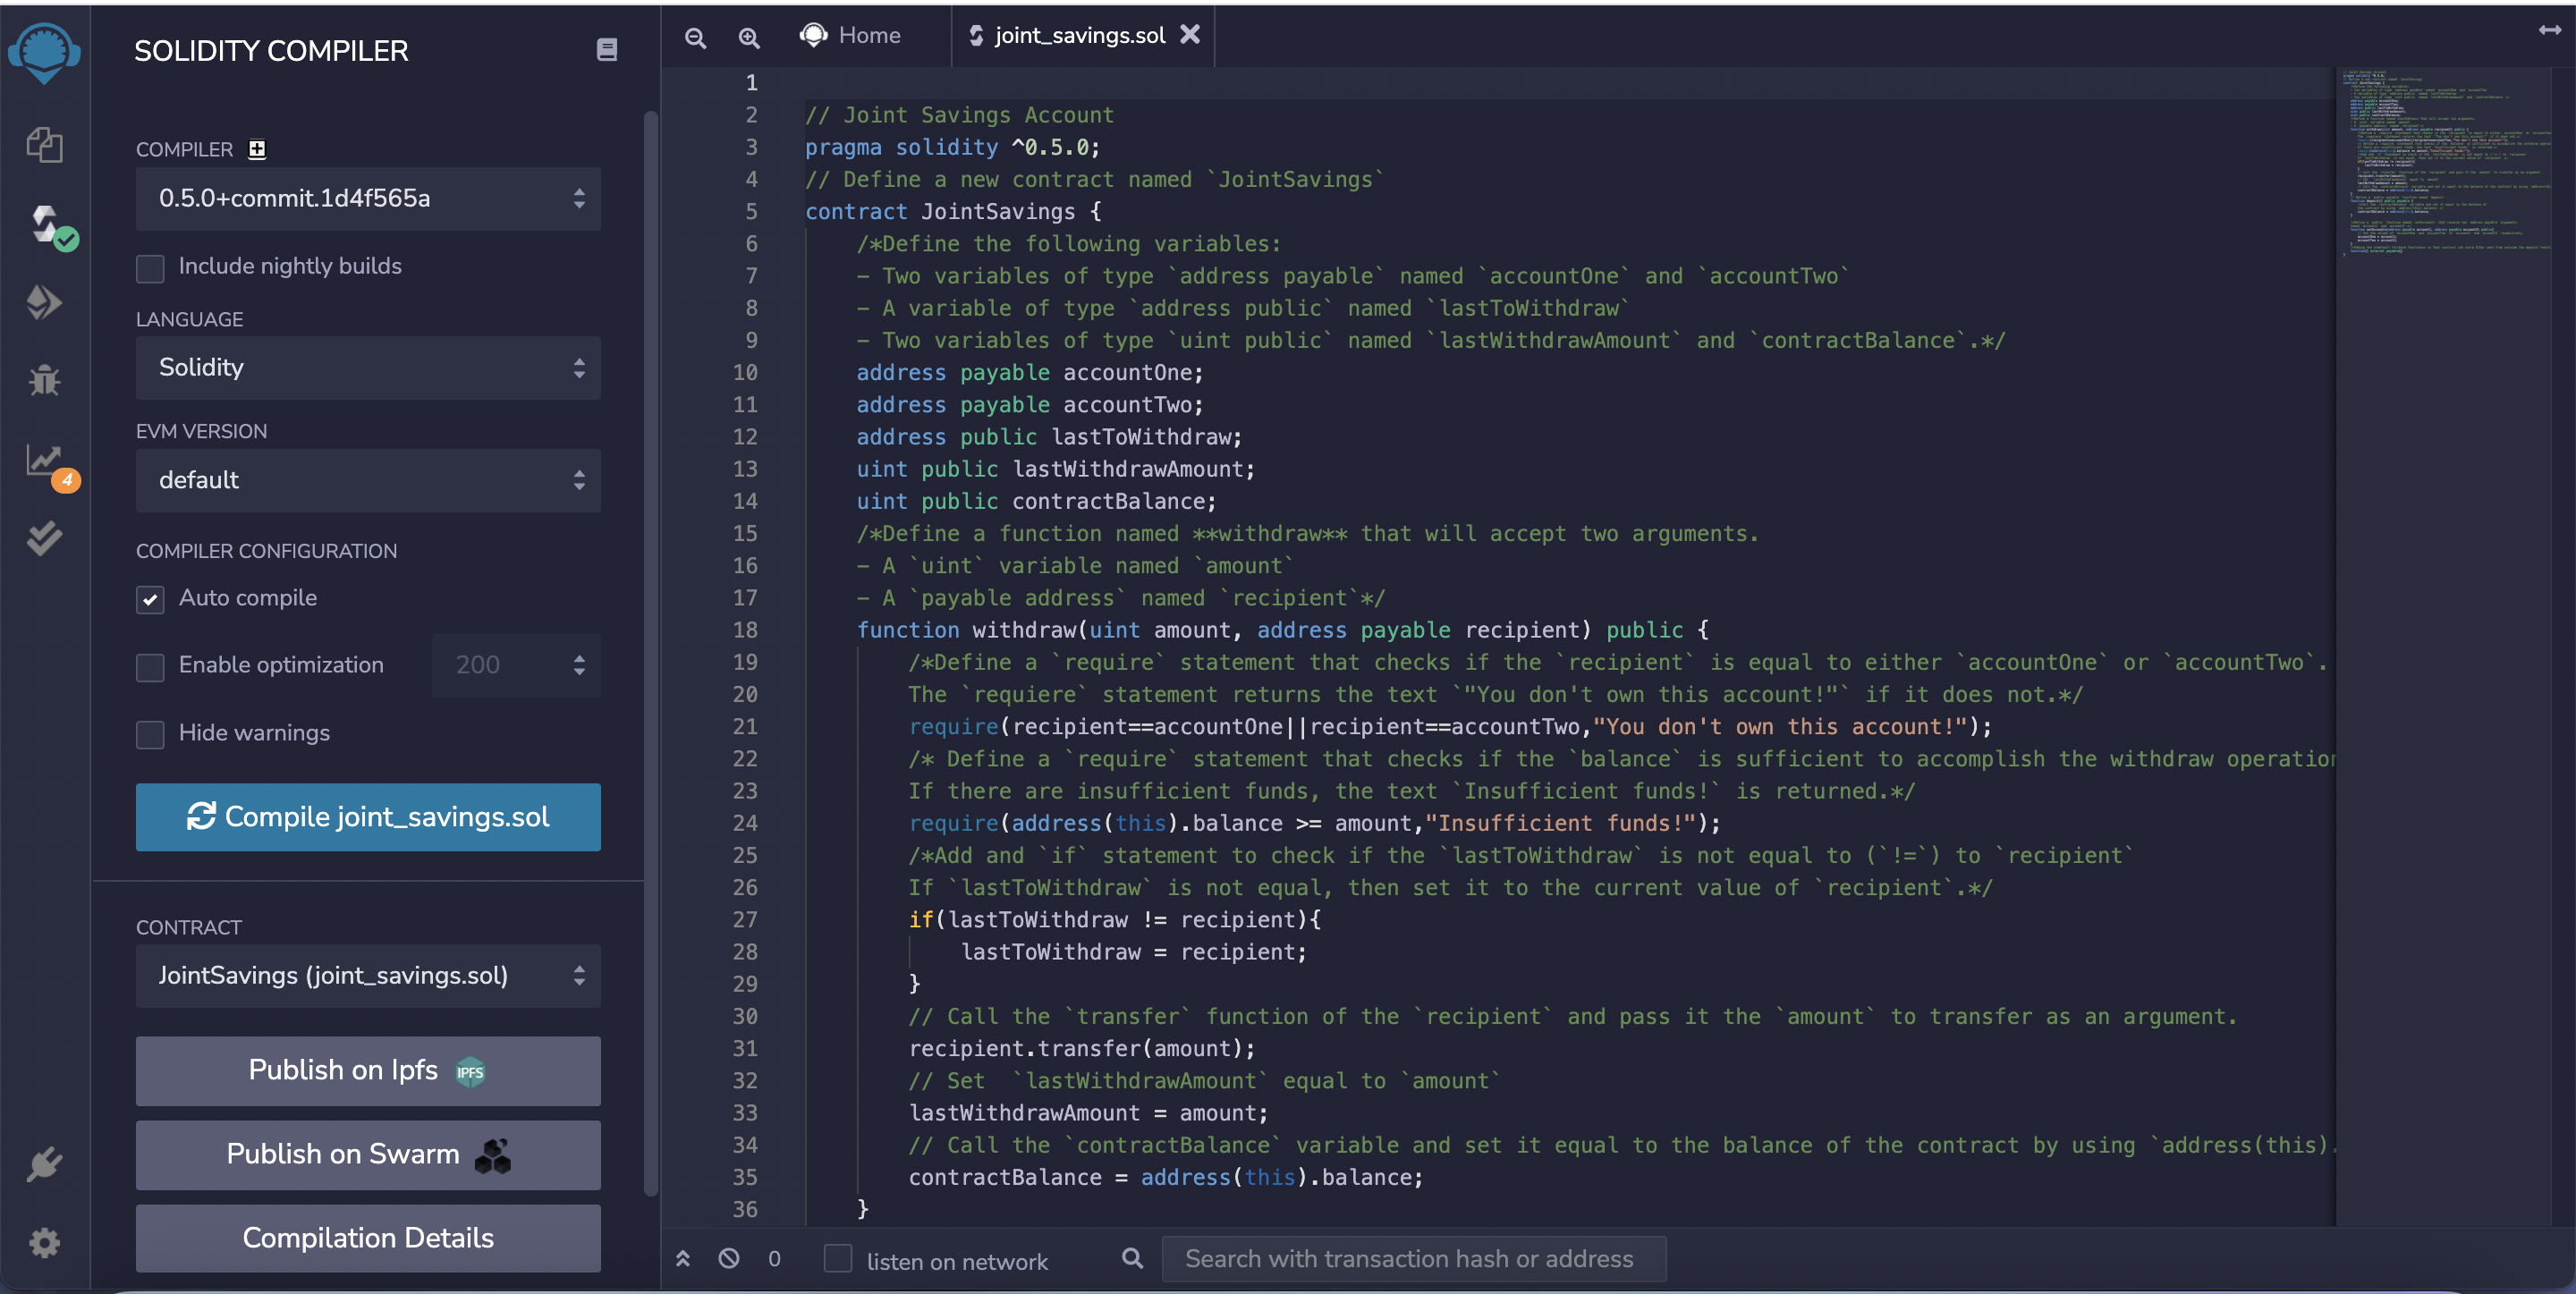 SOLIDITY COMPILER
COMPILER
0.5.0+commit.1d4f565a
Include nightly builds
LANGUAGE
Solidity
EVM VERSION
default
4
COMPILER CONFIGURATION
Auto compile
Enable optimization
200
Hide warnings
Compile joint_savings.sol
CONTRACT
JointSavings (joint_savings.sol)
Publish on Ipfs IPFS
Publish on Swarm
Compilation Details
Home
joint_savings.sol
1
2 // Joint Savings Account
3 pragma solidity ^0.5.0;
4 // Define a new contract named `JointSavings`
5 contract JointSavings {
6 /*Define the following variables:
7 - Two variables of type `address payable` named `accountOne` and `accountTwo`
8 - A variable of type `address public` named `lastToWithdraw`
9 - Two variables of type `uint public` named `lastWithdrawAmount` and `contractBalance`.*/
10 address payable accountOne;
11 address payable accountTwo;
12 address public lastToWithdraw;
13 uint public lastWithdrawAmount;
14 uint public contractBalance;
15 /*Define a function named **withdraw** that will accept two arguments.
16 - A `uint` variable named `amount`
17 - A `payable address` named `recipient`*/
18 function withdraw(uint amount, address payable recipient) public {
19 /*Define a `require` statement that checks if the `recipient` is equal to either `accountOne` or `accountTwo`.
20 The `requiere` statement returns the text `"You don't own this account!"` if it does not.*/
21 require(recipient==accountOne||recipient==accountTwo,"You don't own this account!");
22 /* Define a `require` statement that checks if the `balance` is sufficient to accomplish the withdraw operation
23 If there are insufficient funds, the text `Insufficient funds!` is returned.*/
24 require(address(this).balance >= amount,"Insufficient funds!");
25 /*Add and `if` statement to check if the `lastToWithdraw` is not equal to (`!=`) to `recipient`
26 If `lastToWithdraw` is not equal, then set it to the current value of `recipient`.*/
27 if(lastToWithdraw != recipient){
28 lastToWithdraw = recipient;
29 }
30 // Call the `transfer` function of the `recipient` and pass it the `amount` to transfer as an argument.
31 recipient.transfer(amount);
32 // Set  `lastWithdrawAmount` equal to `amount`
33 lastWithdrawAmount = amount;
34 // Call the `contractBalance` variable and set it equal to the balance of the contract by using `address(this).
35 contractBalance = address(this).balance;
36 }
0
listen on network
Search with transaction hash or address